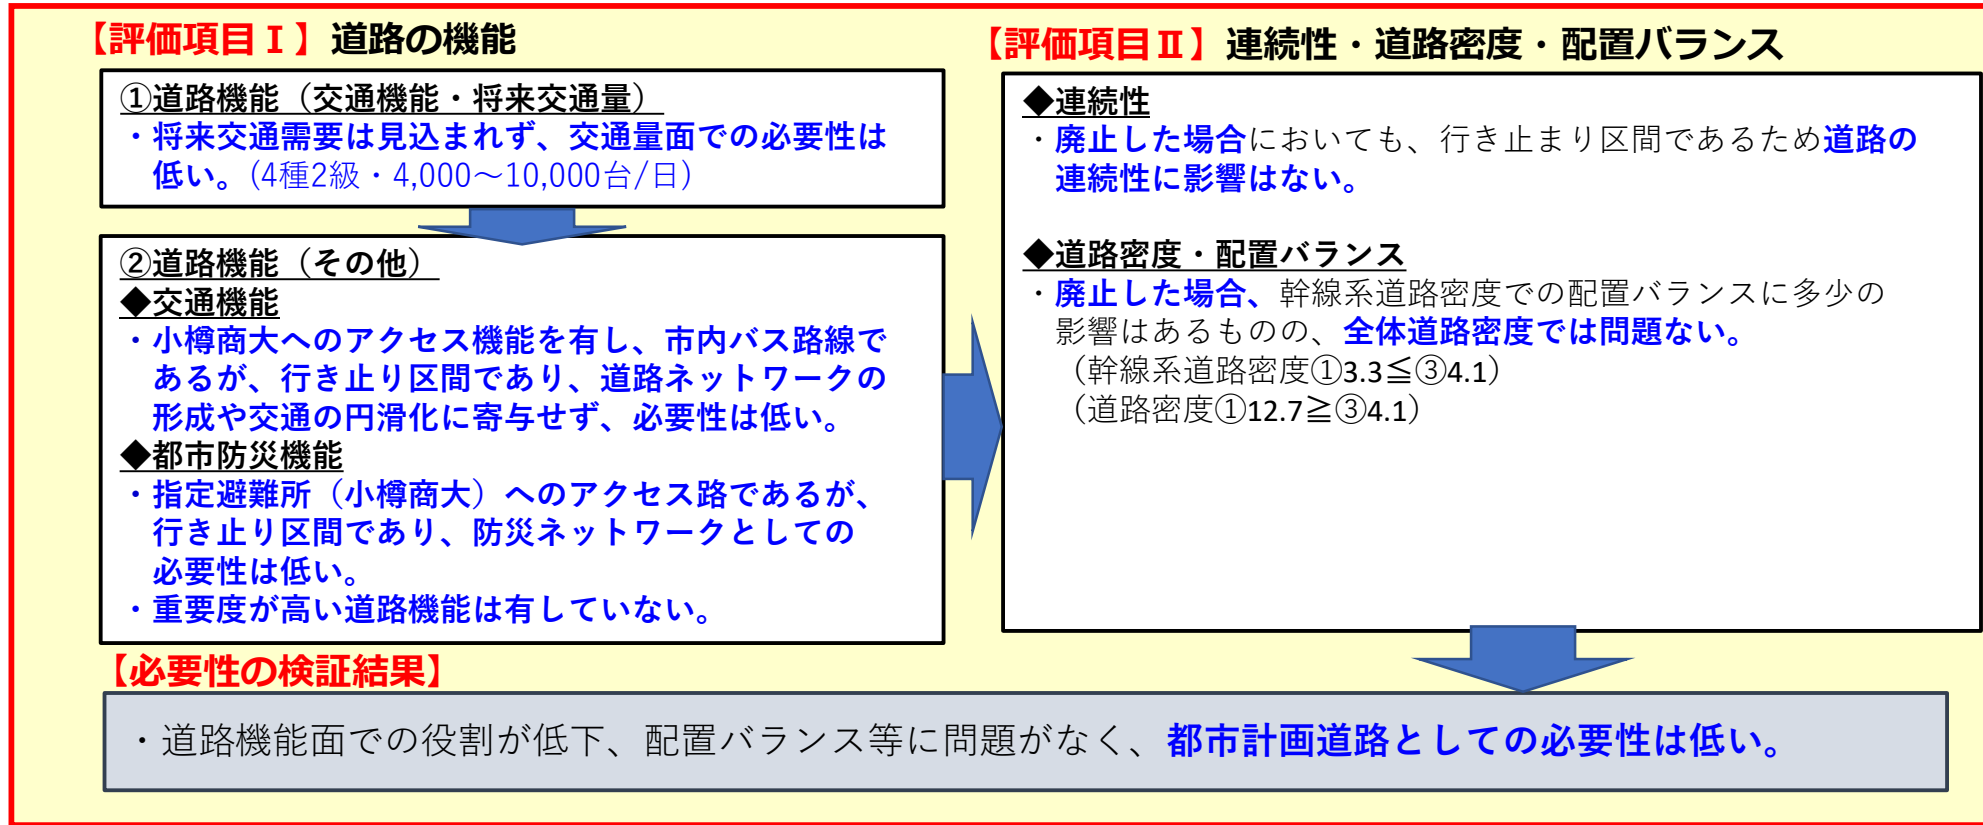 【評価項目Ⅰ】道路の機能
①道路機能（交通機能・将来交通量）
・将来交通需要は見込まれず、交通量面での必要性は
低い。(4種2級・4,000～10,000台/日)
②道路機能（その他）
◆交通機能
・小樽商大へのアクセス機能を有し、市内バス路線で
あるが、行き止り区間であり、道路ネットワークの
形成や交通の円滑化に寄与せず、必要性は低い。
◆都市防災機能
・指定避難所（小樽商大）へのアクセス路であるが、
行き止り区間であり、防災ネットワークとしての
必要性は低い。
・重要度が高い道路機能は有していない。
【評価項目Ⅱ】連続性・道路密度・配置バランス
◆連続性
・廃止した場合においても、行き止まり区間であるため道路の
連続性に影響はない。
◆道路密度・配置バランス
・廃止した場合、幹線系道路密度での配置バランスに多少の
影響はあるものの、全体道路密度では問題ない。
（幹線系道路密度①3.3≦③4.1）
（道路密度①12.7≧③4.1）
【必要性の検証結果】
・道路機能面での役割が低下、配置バランス等に問題がなく、都市計画道路としての必要性は低い。